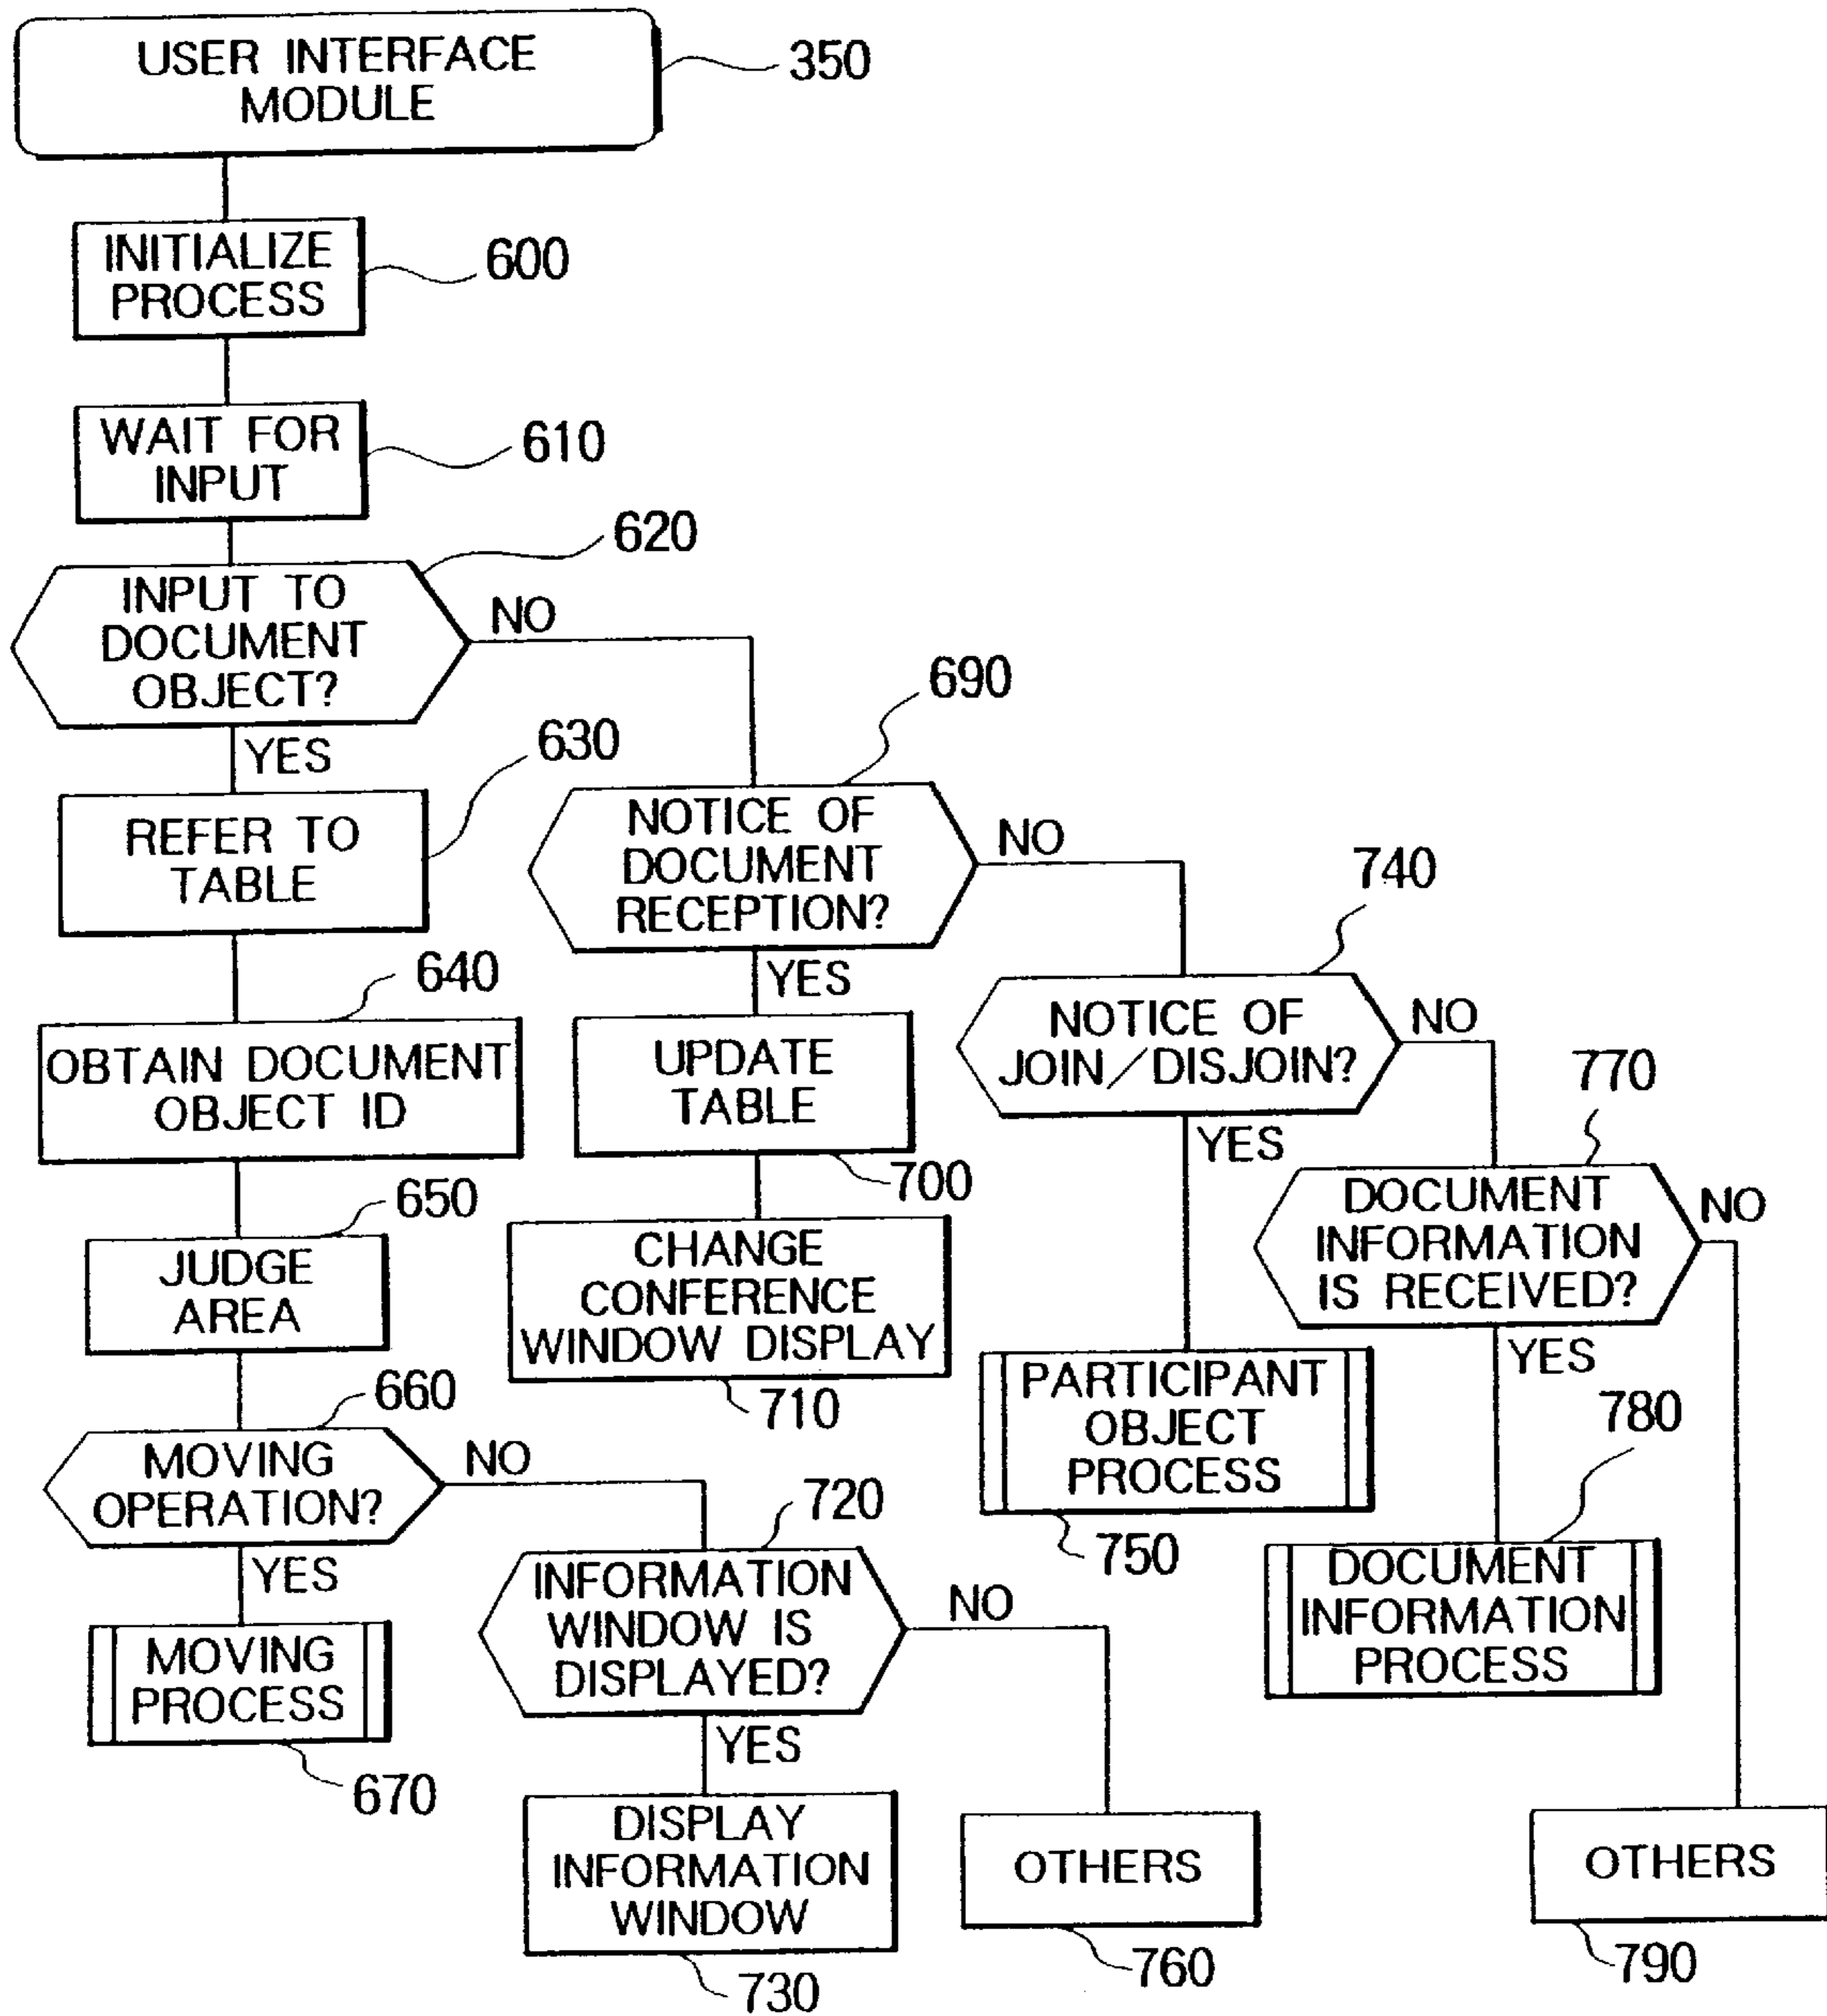 USER INTERFACE
MODULE
350
INITIALIZE
PROCESS
600
WAIT FOR
INPUT
610
620
INPUT TO
DOCUMENT
OBJECT?
NO
YES
630
REFER TO
TABLE
690
NOTICE OF
DOCUMENT
RECEPTION?
NO
YES
640
OBTAIN DOCUMENT
OBJECT ID
UPDATE
TABLE
700
740
NOTICE OF
JOIN/DISJOIN?
NO
YES
650
JUDGE
AREA
CHANGE
CONFERENCE
WINDOW DISPLAY
710
770
DOCUMENT
INFORMATION
IS RECEIVED?
NO
YES
660
MOVING
OPERATION?
NO
YES
PARTICIPANT
OBJECT
PROCESS
750
780
DOCUMENT
INFORMATION
PROCESS
MOVING
PROCESS
670
720
INFORMATION
WINDOW IS
DISPLAYED?
NO
YES
DISPLAY
INFORMATION
WINDOW
730
OTHERS
760
OTHERS
790